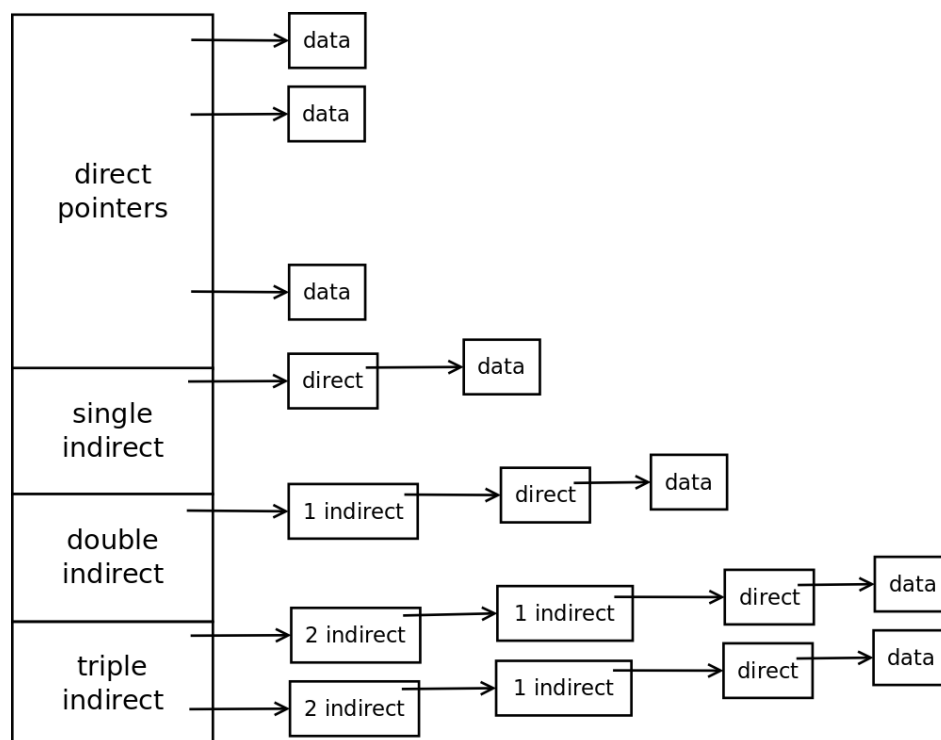 data
data
direct
pointers
data
direct
data
single
indirect
1 indirect
direct
data
double
indirect
2 indirect
1 indirect
direct
data
triple
indirect
2 indirect
1 indirect
direct
data